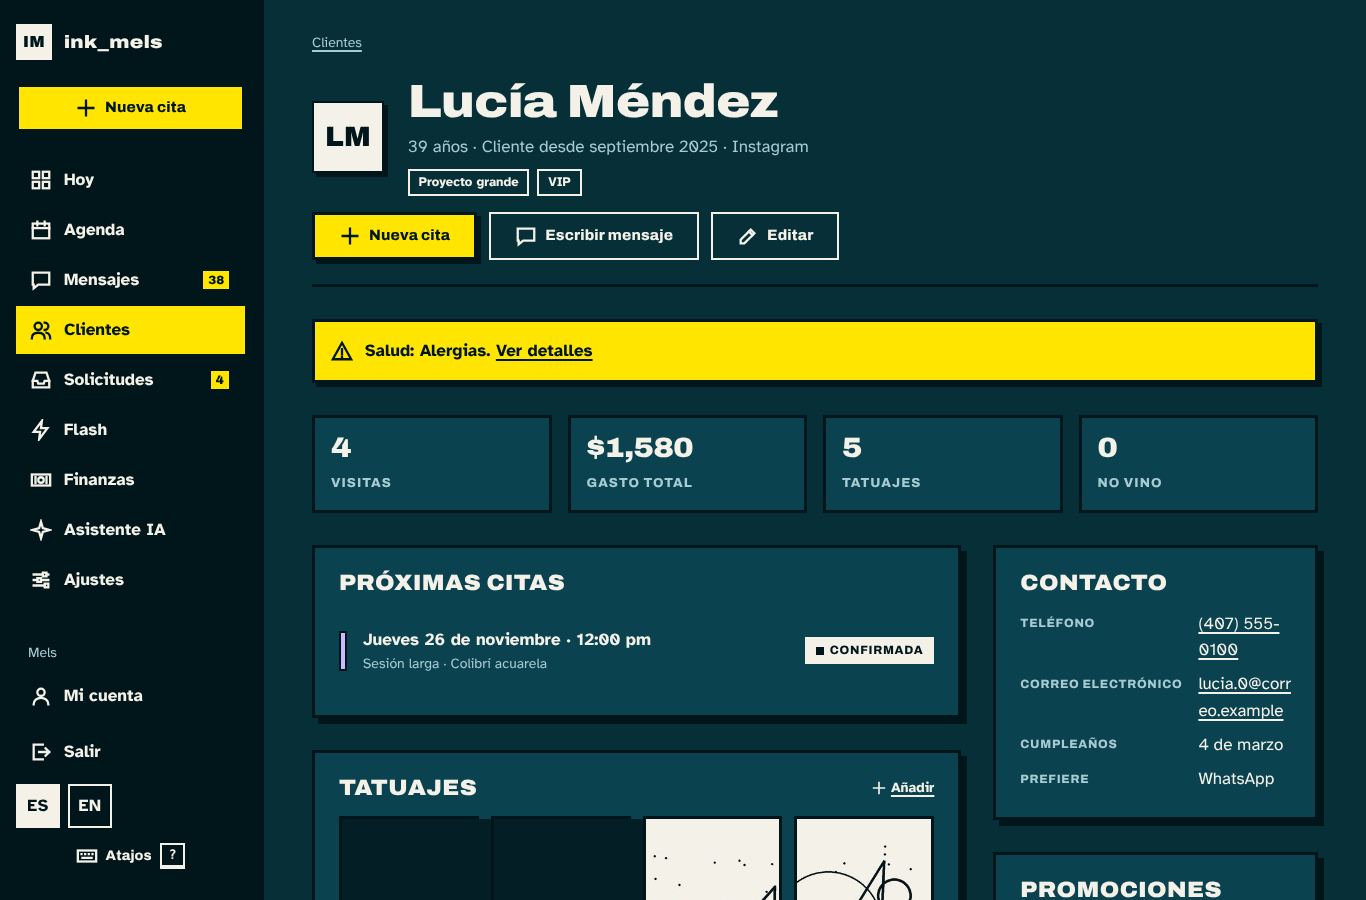 IM
ink_mels
Nueva cita
Hoy
Agenda
Mensajes 38
Clientes
Solicitudes 4
Flash
Finanzas
Asistente IA
Ajustes
Mels
Mi cuenta
Salir
ES EN
Atajos ?
Clientes
LM
Lucía Méndez
39 años · Cliente desde septiembre 2025 · Instagram
Proyecto grande VIP
Nueva cita Escribir mensaje Editar
Salud: Alergias. Ver detalles
4
VISITAS
$1,580
GASTO TOTAL
5
TATUAJES
0
NO VINO
PRÓXIMAS CITAS
Jueves 26 de noviembre · 12:00 pm
Sesión larga · Colibrí acuarela
CONFIRMADA
TATUAJES
Añadir
CONTACTO
TELÉFONO (407) 555-
0100
CORREO ELECTRÓNICO lucia.0@corr
eo.example
CUMPLEAÑOS 4 de marzo
PREFIERE WhatsApp
PROMOCIONES